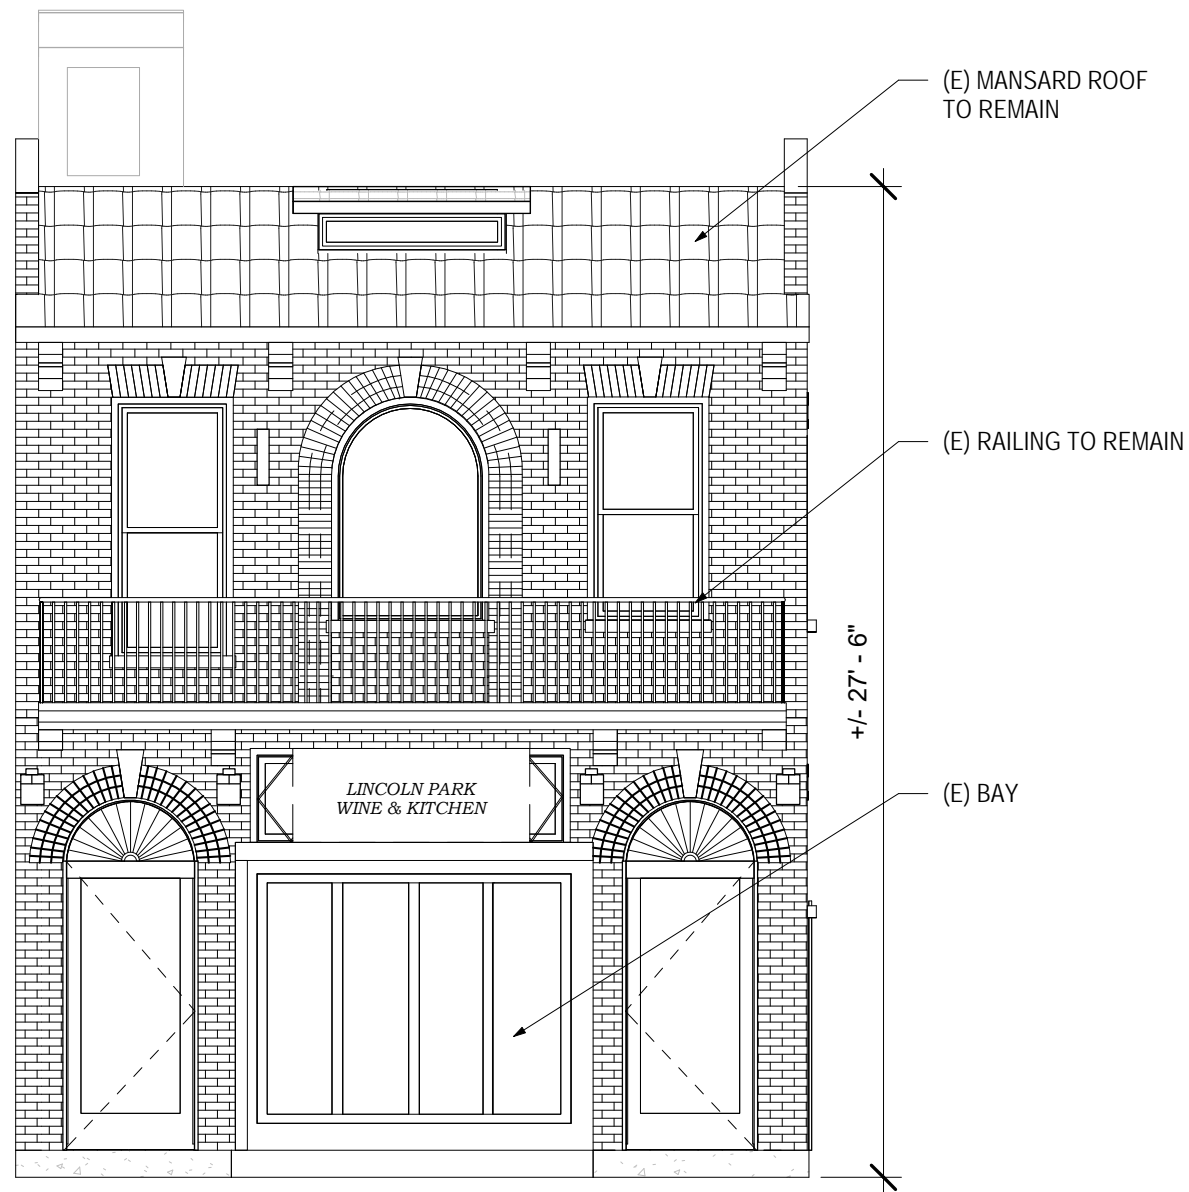 (E) MANSARD ROOF
TO REMAIN
(E) RAILING TO REMAIN
+/- 27' - 6"
LINCOLN PARK
WINE & KITCHEN
(E) BAY